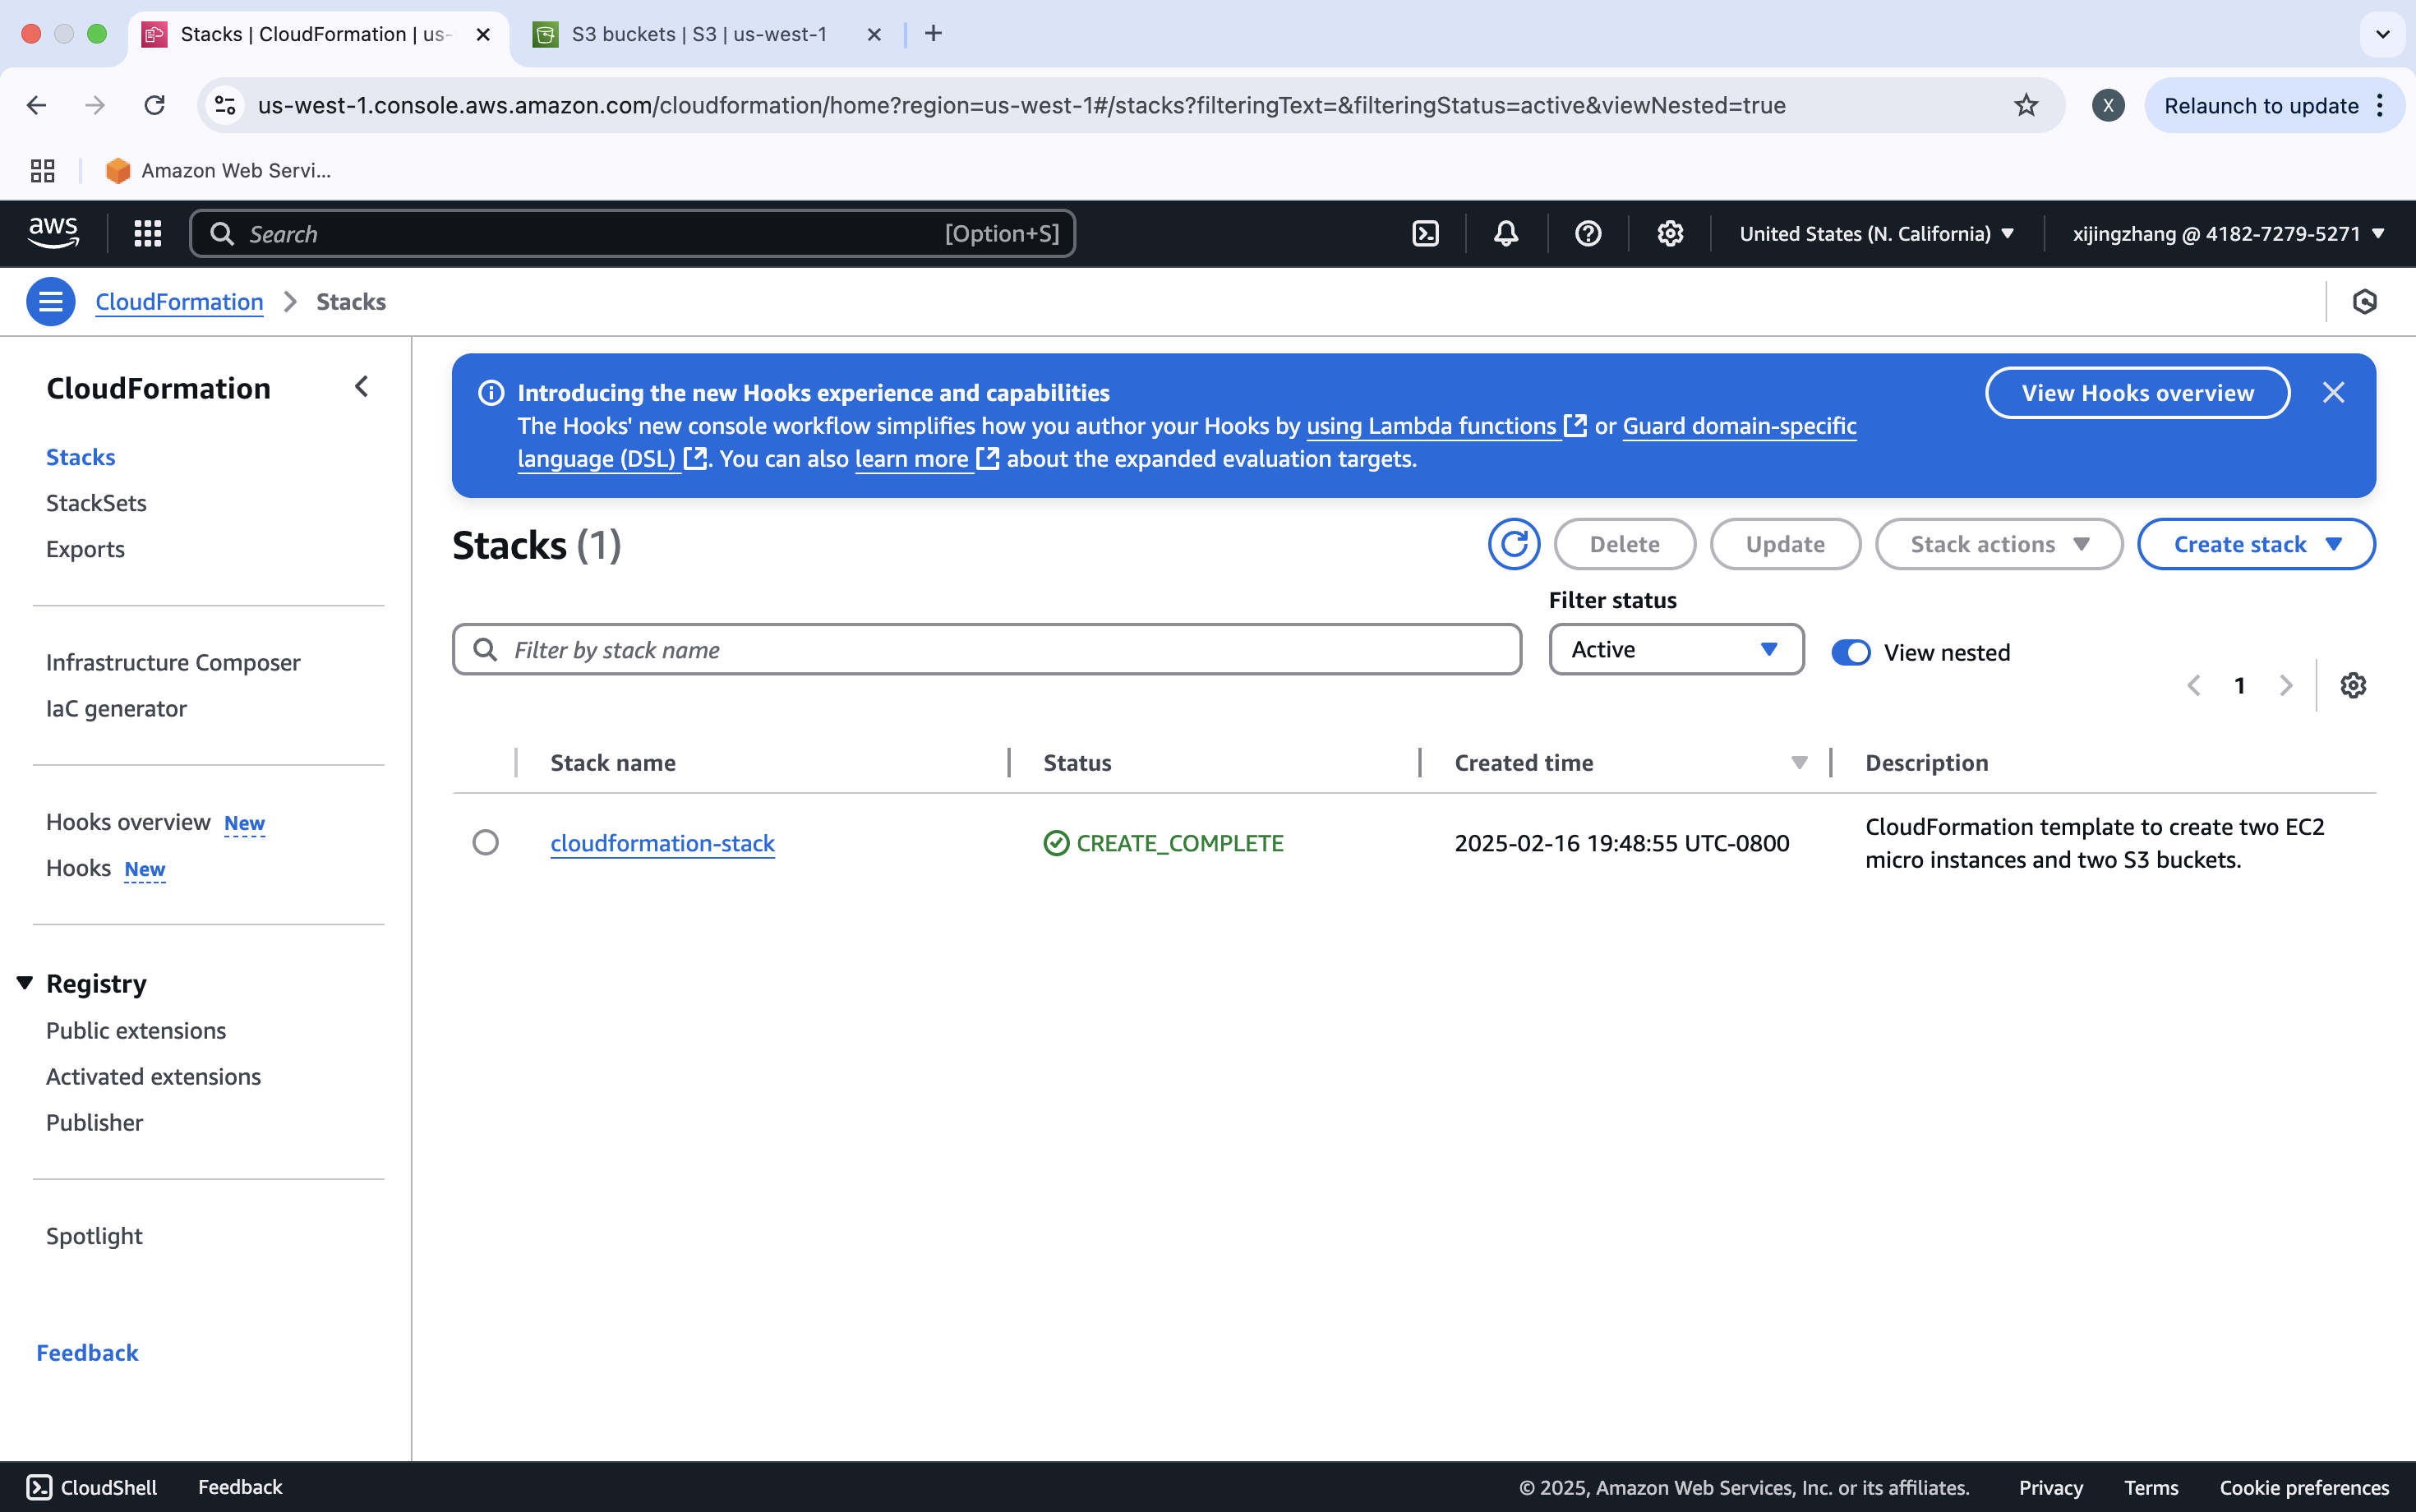 Stacks | CloudFormation | us-
S3 buckets | S3 | us-west-1
us-west-1.console.aws.amazon.com/cloudformation/home?region=us-west-1#/stacks?filteringText=&filteringStatus=active&viewNested=true
X
Relaunch to update
Amazon Web Servi...
aws
Search
[Option+S]
United States (N. California)
xijingzhang @ 4182-7279-5271
CloudFormation
Stacks
CloudFormation
Stacks
StackSets
Exports
Infrastructure Composer
IaC generator
Hooks overview New
Hooks New
Registry
Public extensions
Activated extensions
Publisher
Spotlight
Feedback
Introducing the new Hooks experience and capabilities
The Hooks' new console workflow simplifies how you author your Hooks by using Lambda functions or Guard domain-specific
language (DSL). You can also learn more about the expanded evaluation targets.
View Hooks overview
Stacks (1)
Delete
Update
Stack actions
Create stack
Filter status
Filter by stack name
Active
View nested
1
Stack name
Status
Created time
Description
cloudformation-stack
CREATE_COMPLETE
2025-02-16 19:48:55 UTC-0800
CloudFormation template to create two EC2
micro instances and two S3 buckets.
CloudShell
Feedback
© 2025, Amazon Web Services, Inc. or its affiliates.
Privacy
Terms
Cookie preferences